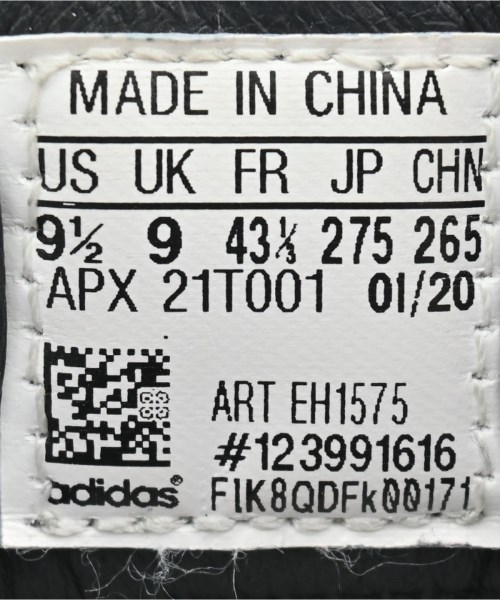 MADE IN CHINA
US UK FR JP CHN
9½ 9 43⅓ 275 265
APX 21T001 01/20
ART EH1575
#123991616
adidas® FIK8QDFk00171